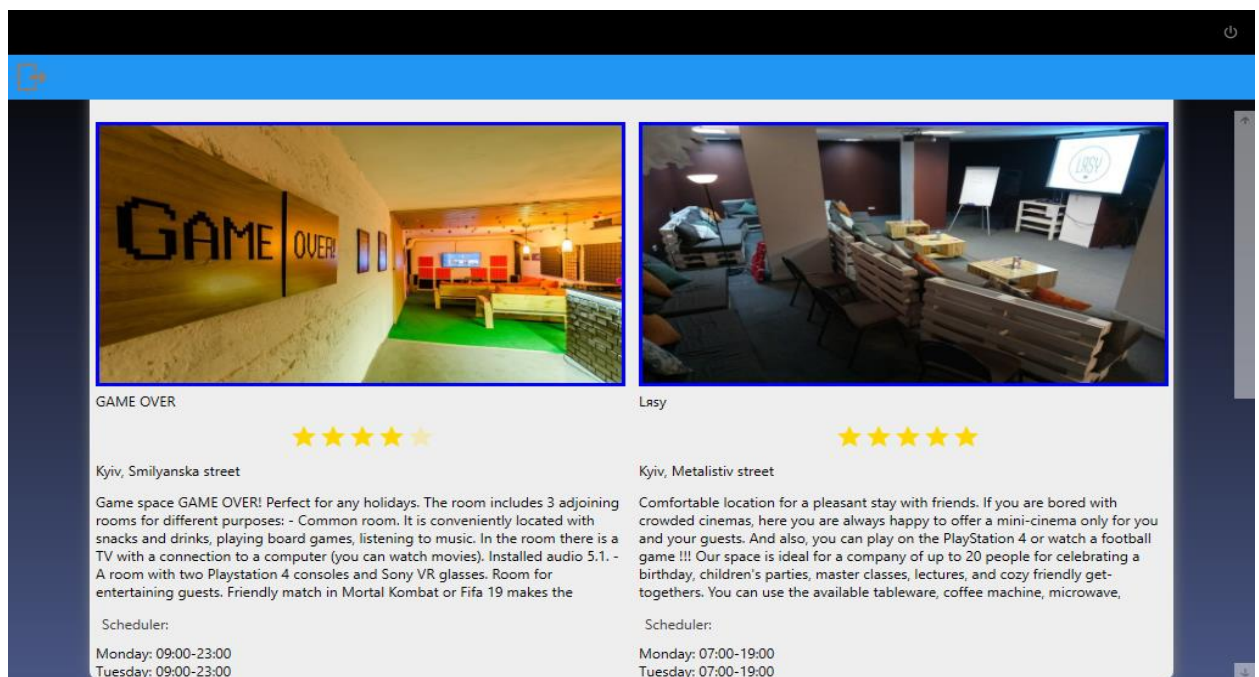 GAME OVER!
LЯSY
GAME OVER
Lяsy
Kyiv, Smilyanska street
Kyiv, Metalistiv street
Game space GAME OVER! Perfect for any holidays. The room includes 3 adjoining
rooms for different purposes: - Common room. It is conveniently located with
snacks and drinks, playing board games, listening to music. In the room there is a
TV with a connection to a computer (you can watch movies). Installed audio 5.1. -
A room with two Playstation 4 consoles and Sony VR glasses. Room for
entertaining guests. Friendly match in Mortal Kombat or Fifa 19 makes the
Comfortable location for a pleasant stay with friends. If you are bored with
crowded cinemas, here you are always happy to offer a mini-cinema only for you
and your guests. And also, you can play on the PlayStation 4 or watch a football
game !!! Our space is ideal for a company of up to 20 people for celebrating a
birthday, children's parties, master classes, lectures, and cozy friendly get-
togethers. You can use the available tableware, coffee machine, microwave,
Scheduler:
Monday: 09:00-23:00
Tuesday: 09:00-23:00
Scheduler:
Monday: 07:00-19:00
Tuesday: 07:00-19:00